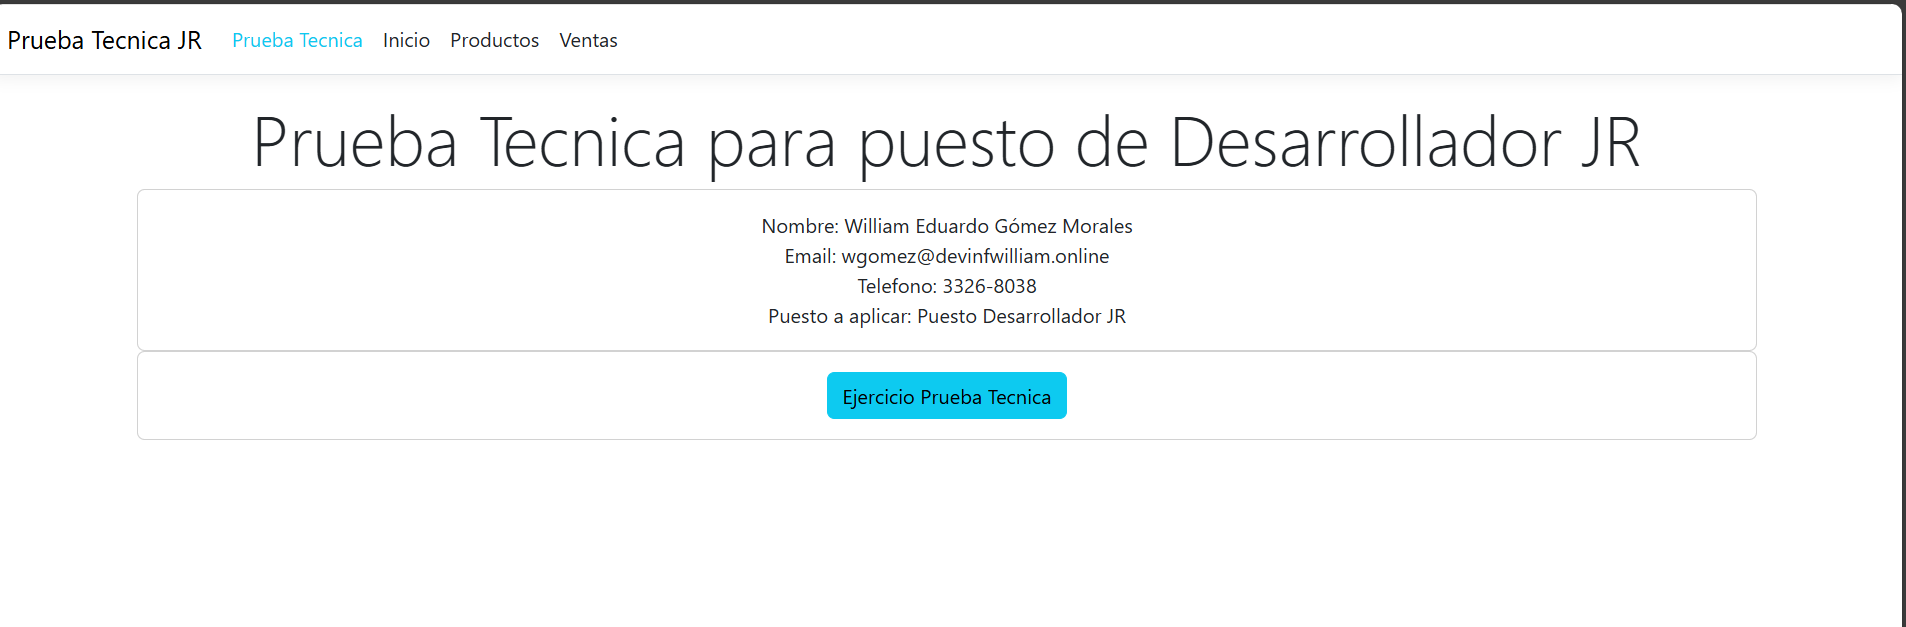 Prueba Tecnica JR Prueba Tecnica Inicio Productos Ventas
Prueba Tecnica para puesto de Desarrollador JR
Nombre: William Eduardo Gómez Morales
Email: wgomez@devinfwilliam.online
Telefono: 3326-8038
Puesto a aplicar: Puesto Desarrollador JR
Ejercicio Prueba Tecnica